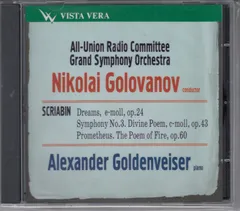 VISTA VERA
All-Union Radio Committee
Grand Symphony Orchestra
Nikolai Golovanov
conductor
SCRIABIN Dreams, e-moll, op.24
Symphony No.3. Divine Poem, c-moll, op.43
Prometheus. The Poem of Fire, op.60
Alexander Goldenveiser piano